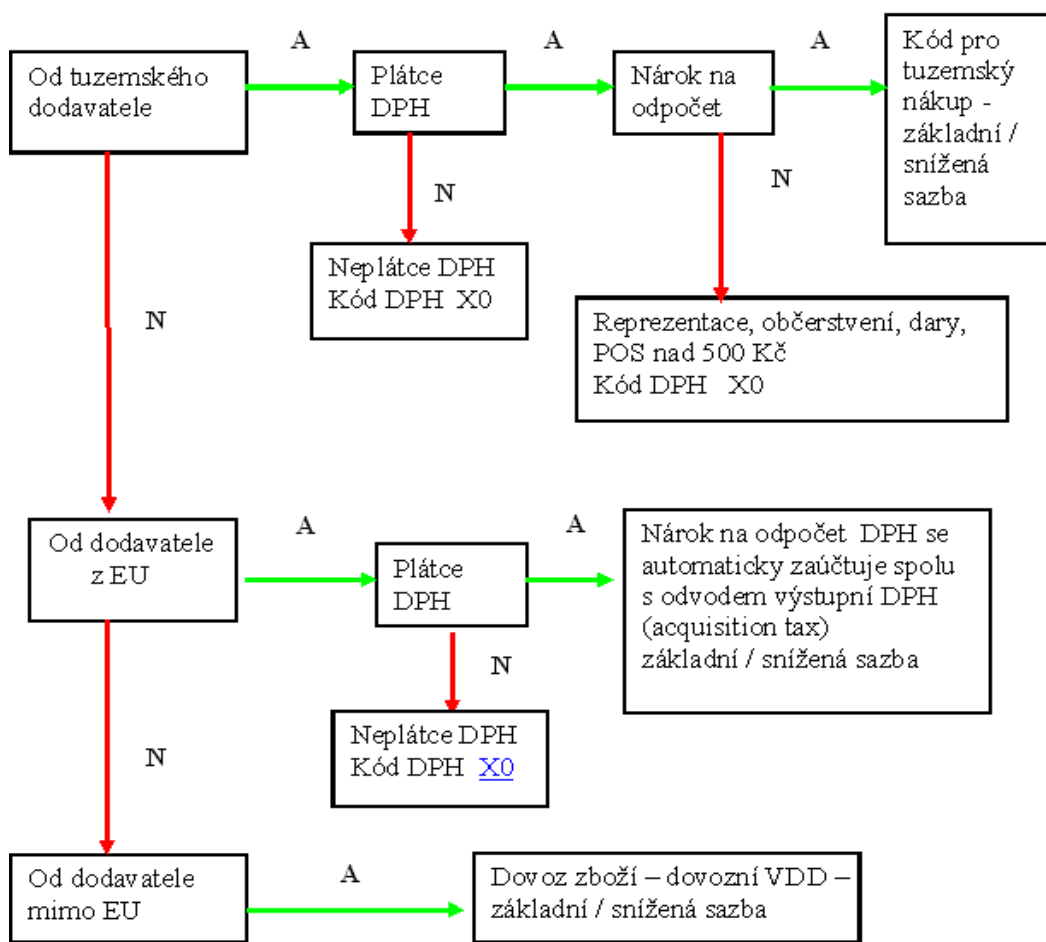 A
A
A
Od tuzemského
dodavatele
Plátce
DPH
Nárok na
odpočet
Kód pro
tuzemský
nákup -
základní /
snížená
sazba
N
N
N
Neplátce DPH
Kód DPH X0
Reprezentace, občerstvení, dary,
POS nad 500 Kč
Kód DPH X0
A
A
Od dodavatele
z EU
Plátce
DPH
Nárok na odpočet DPH se
automaticky zaúčtuje spolu
s odvodem výstupní DPH
(acquisition tax)
základní / snížená sazba
N
N
Neplátce DPH
Kód DPH X0
A
Od dodavatele
mimo EU
Dovoz zboží – dovozní VDD –
základní / snížená sazba